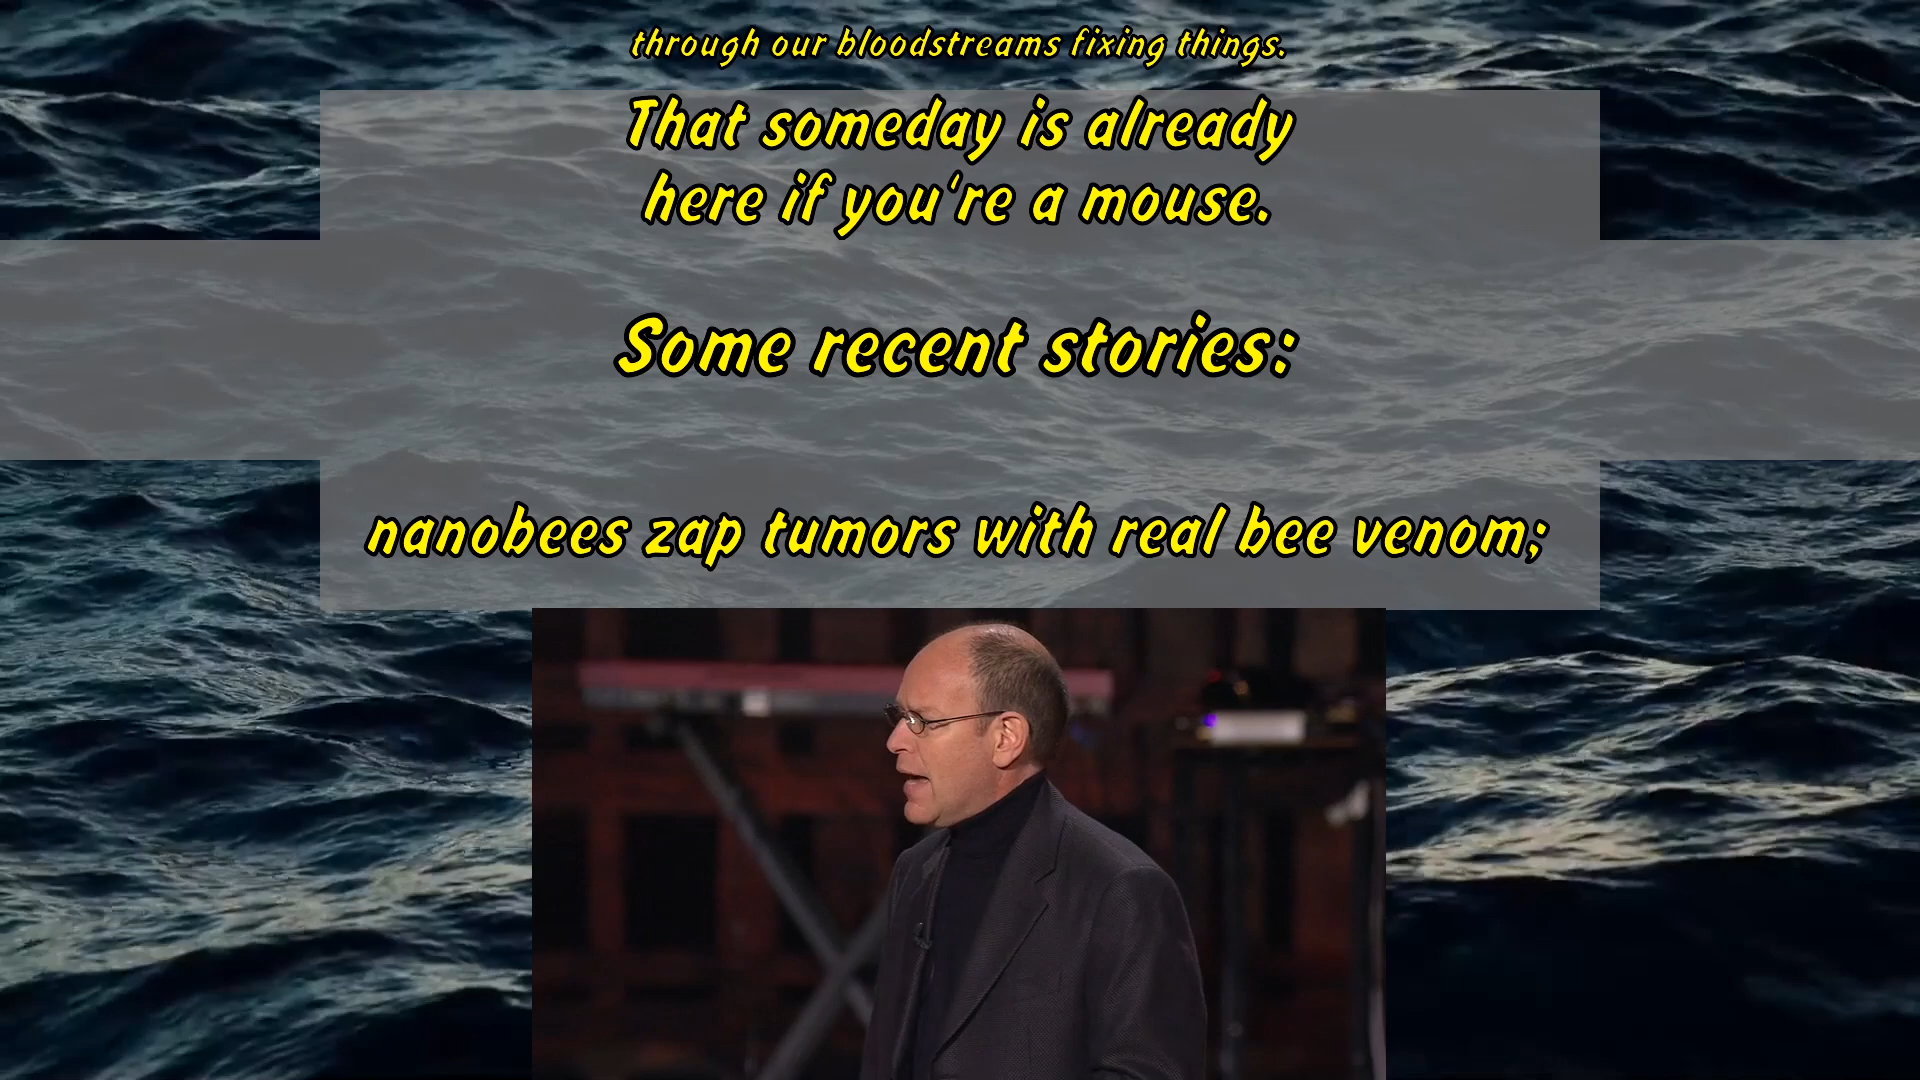 through our bloodstreams fixing things.
That someday is already
here if you're a mouse.
Some recent stories:
nanobees zap tumors with real bee venom;